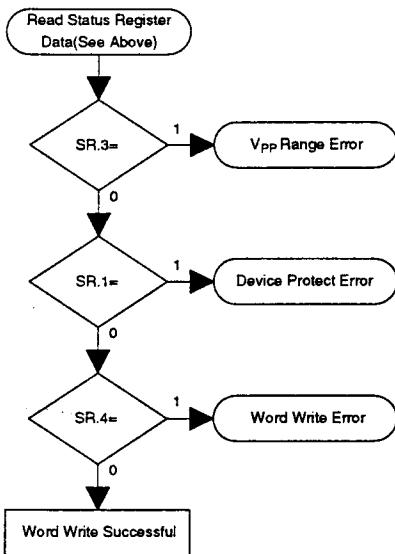 Read Status Register
Data(See Above)
SR.3=
1
VPP Range Error
0
SR.1=
1
Device Protect Error
0
SR.4=
1
Word Write Error
0
Word Write Successful